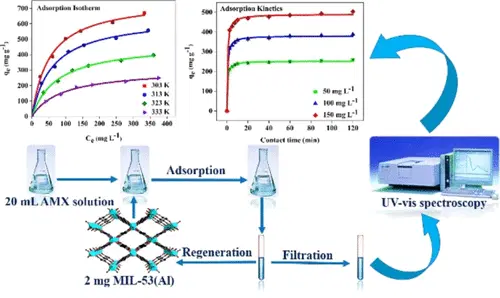 Adsorption Isotherm
700
600
500
400
300
200
100
0
qe (mg g-1)
0 50 100 150 200 250 300 350 400
Ce (mg L-1)
303 K
313 K
323 K
333 K
Adsorption Kinetics
500
400
300
200
100
0
qe (mg g-1)
0 20 40 60 80 100 120
Contact time (min)
50 mg L-1
100 mg L-1
150 mg L-1
Adsorption
20 mL AMX solution
UV-vis spectroscopy
Regeneration
Filtration
2 mg MIL-53(Al)